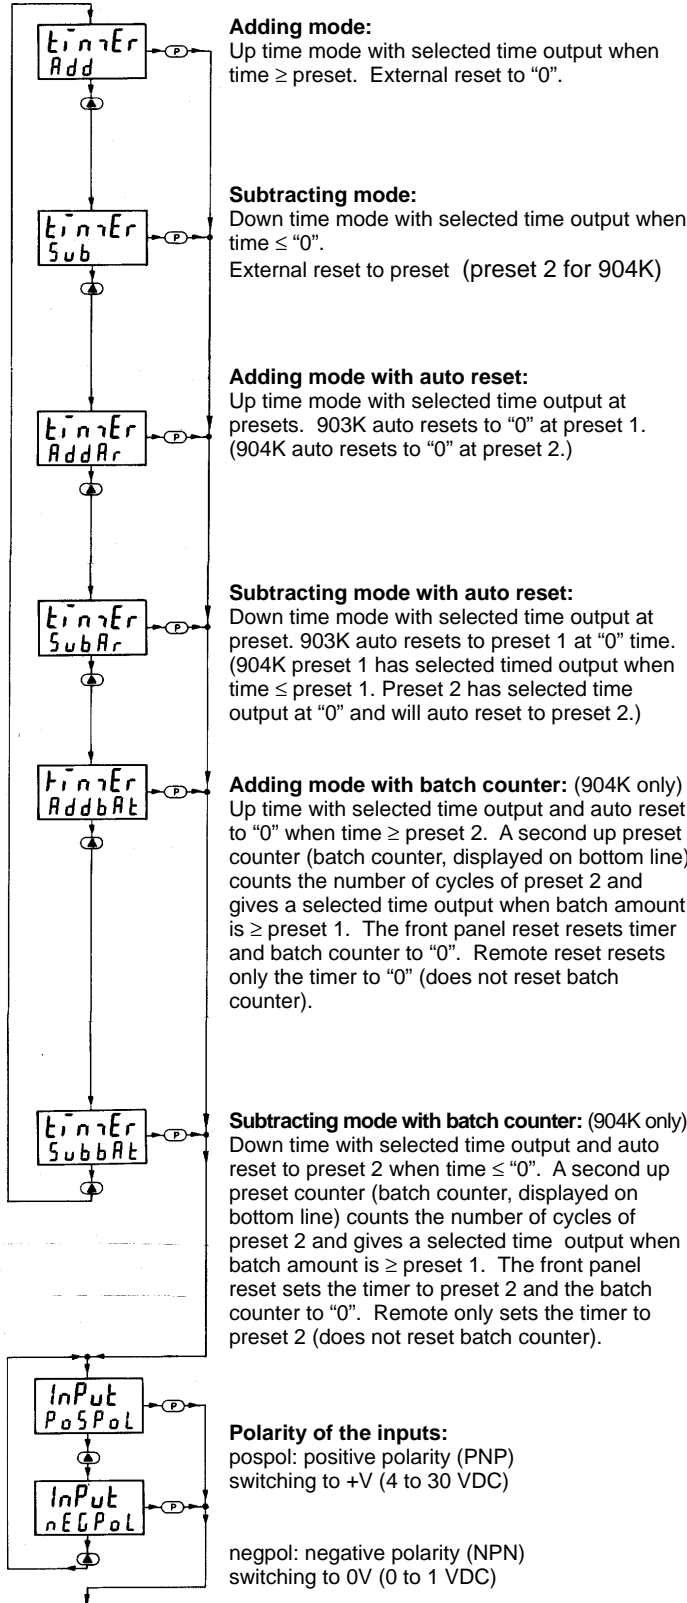 timEr
Add
P
Adding mode:
Up time mode with selected time output when
time ≥ preset.  External reset to “0”.
timEr
Sub
P
Subtracting mode:
Down time mode with selected time output when
time ≤ “0”.
External reset to preset  (preset 2 for 904K)
timEr
AddAr
P
Adding mode with auto reset:
Up time mode with selected time output at
presets.  903K auto resets to “0” at preset 1.
(904K auto resets to “0” at preset 2.)
timEr
SubAr
P
Subtracting mode with auto reset:
Down time mode with selected time output at
preset. 903K auto resets to preset 1 at “0” time.
(904K preset 1 has selected timed output when
time ≤ preset 1. Preset 2 has selected time
output at “0” and will auto reset to preset 2.)
timEr
AddbAt
P
Adding mode with batch counter: (904K only)
Up time with selected time output and auto reset
to “0” when time ≥ preset 2.  A second up preset
counter (batch counter, displayed on bottom line)
counts the number of cycles of preset 2 and
gives a selected time output when batch amount
is ≥ preset 1.  The front panel reset resets timer
and batch counter to “0”.  Remote reset resets
only the timer to “0” (does not reset batch
counter).
timEr
SubbAt
P
Subtracting mode with batch counter: (904K only)
Down time with selected time output and auto
reset to preset 2 when time ≤ “0”.  A second up
preset counter (batch counter, displayed on
bottom line) counts the number of cycles of
preset 2 and gives a selected time  output when
batch amount is ≥ preset 1.  The front panel
reset sets the timer to preset 2 and the batch
counter to “0”.  Remote only sets the timer to
preset 2 (does not reset batch counter).
InPut
PoSPoL
P
Polarity of the inputs:
pospol: positive polarity (PNP)
switching to +V (4 to 30 VDC)
InPut
nEGPoL
P
negpol: negative polarity (NPN)
switching to 0V (0 to 1 VDC)